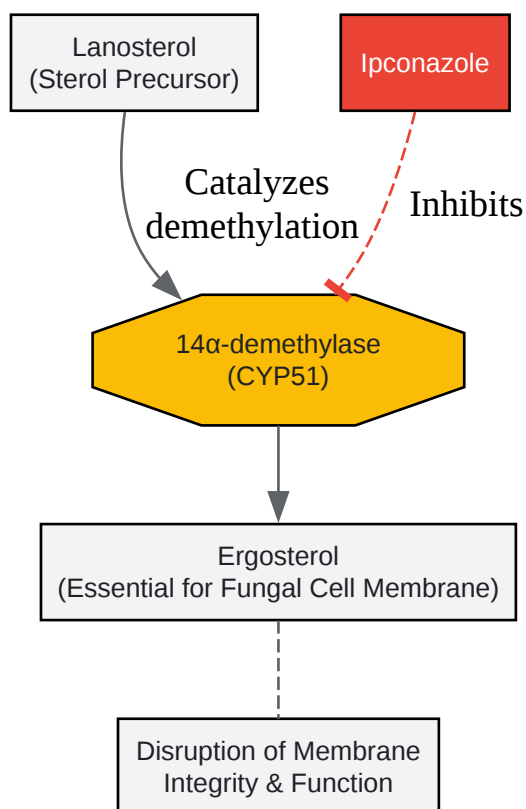 Lanosterol
(Sterol Precursor)
Ipconazole
Catalyzes
demethylation
Inhibits
14α-demethylase
(CYP51)
Ergosterol
(Essential for Fungal Cell Membrane)
Disruption of Membrane
Integrity & Function